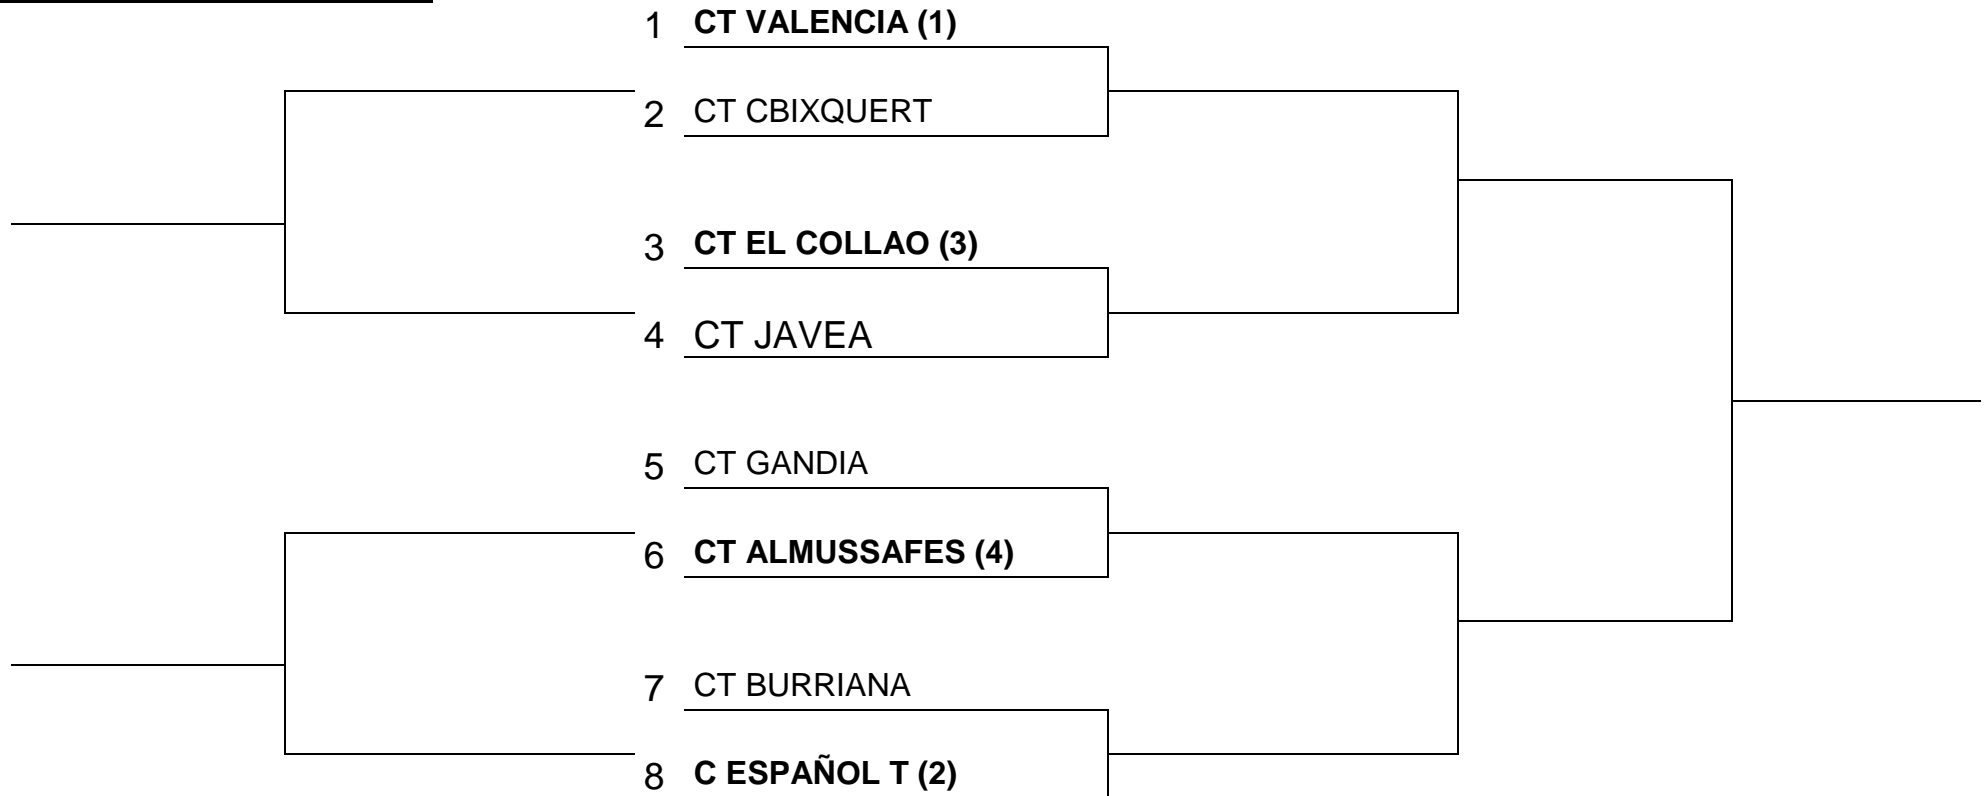 1 CT VALENCIA (1)
2 CT CBIXQUERT
3 CT EL COLLAO (3)
4 CT JAVEA
5 CT GANDIA
6 CT ALMUSSAFES (4)
7 CT BURRIANA
8 C ESPAÑOL T (2)